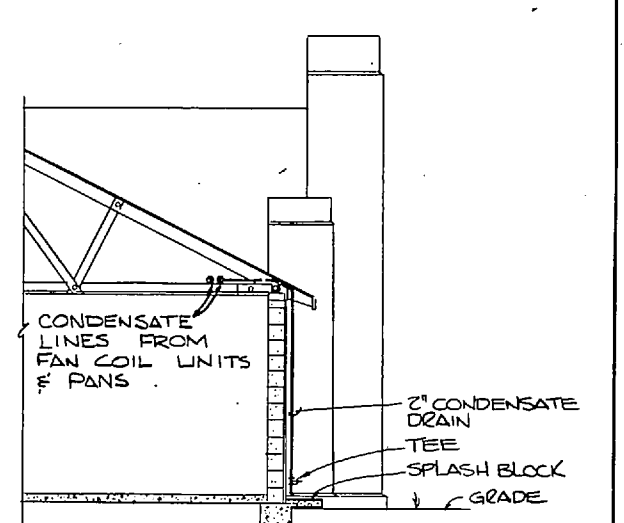 CONDENSATE
LINES FROM
FAN COIL UNITS
& PANS
2" CONDENSATE
DRAIN
TEE
SPLASH BLOCK
GRADE